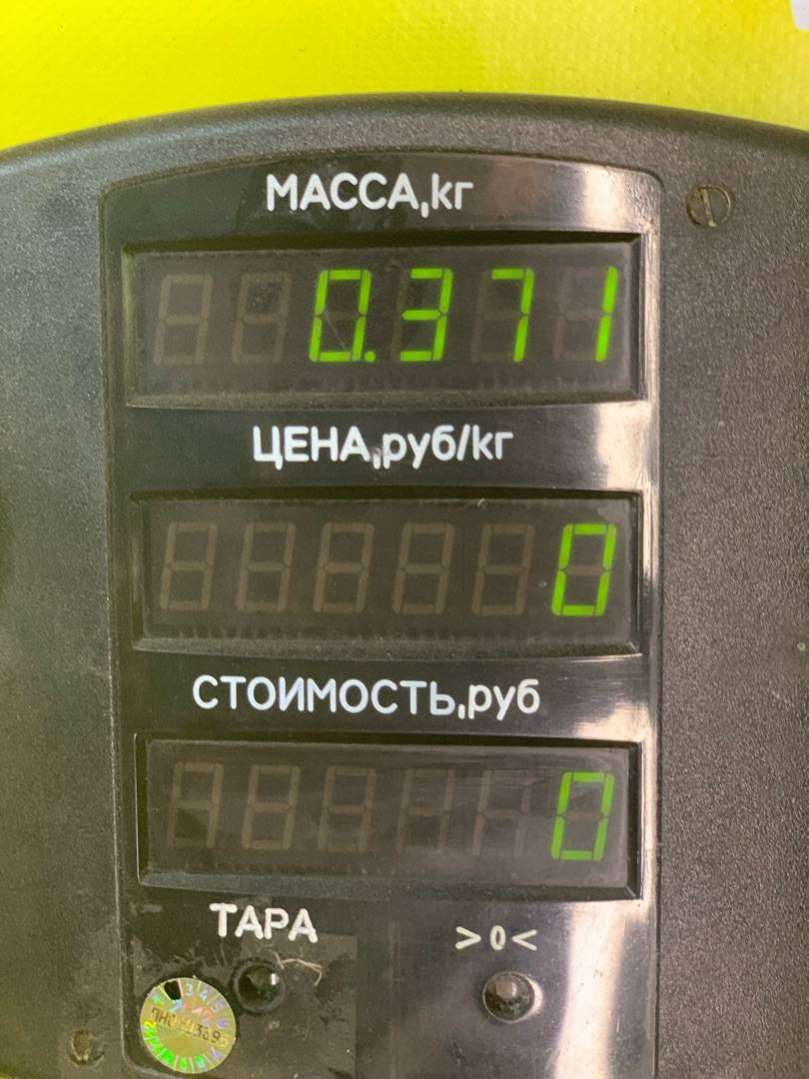 МАССА,кг
0.371
ЦЕНА,руб/кг
0
СТОИМОСТЬ,руб
0
ТАРА >0<